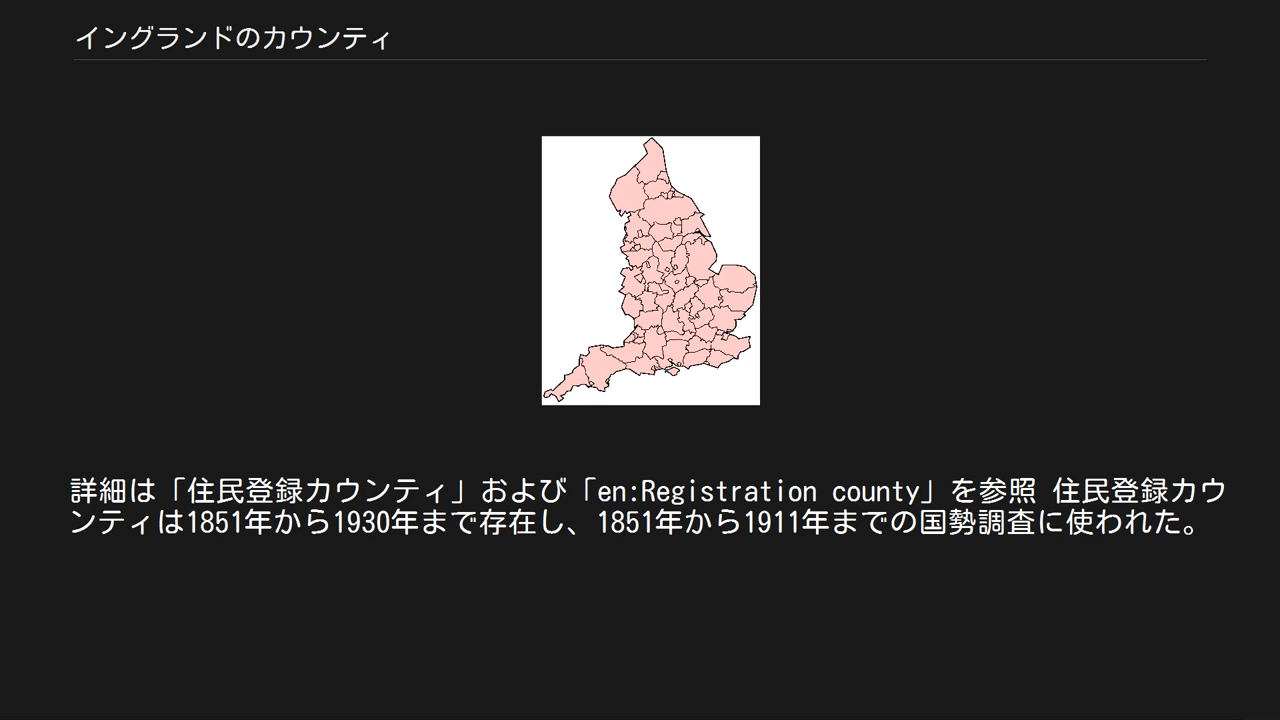 イングランドのカウンティ
詳細は「住民登録カウンティ」および「en:Registration county」を参照 住民登録カウ
ンティは1851年から1930年まで存在し、1851年から1911年までの国勢調査に使われた。